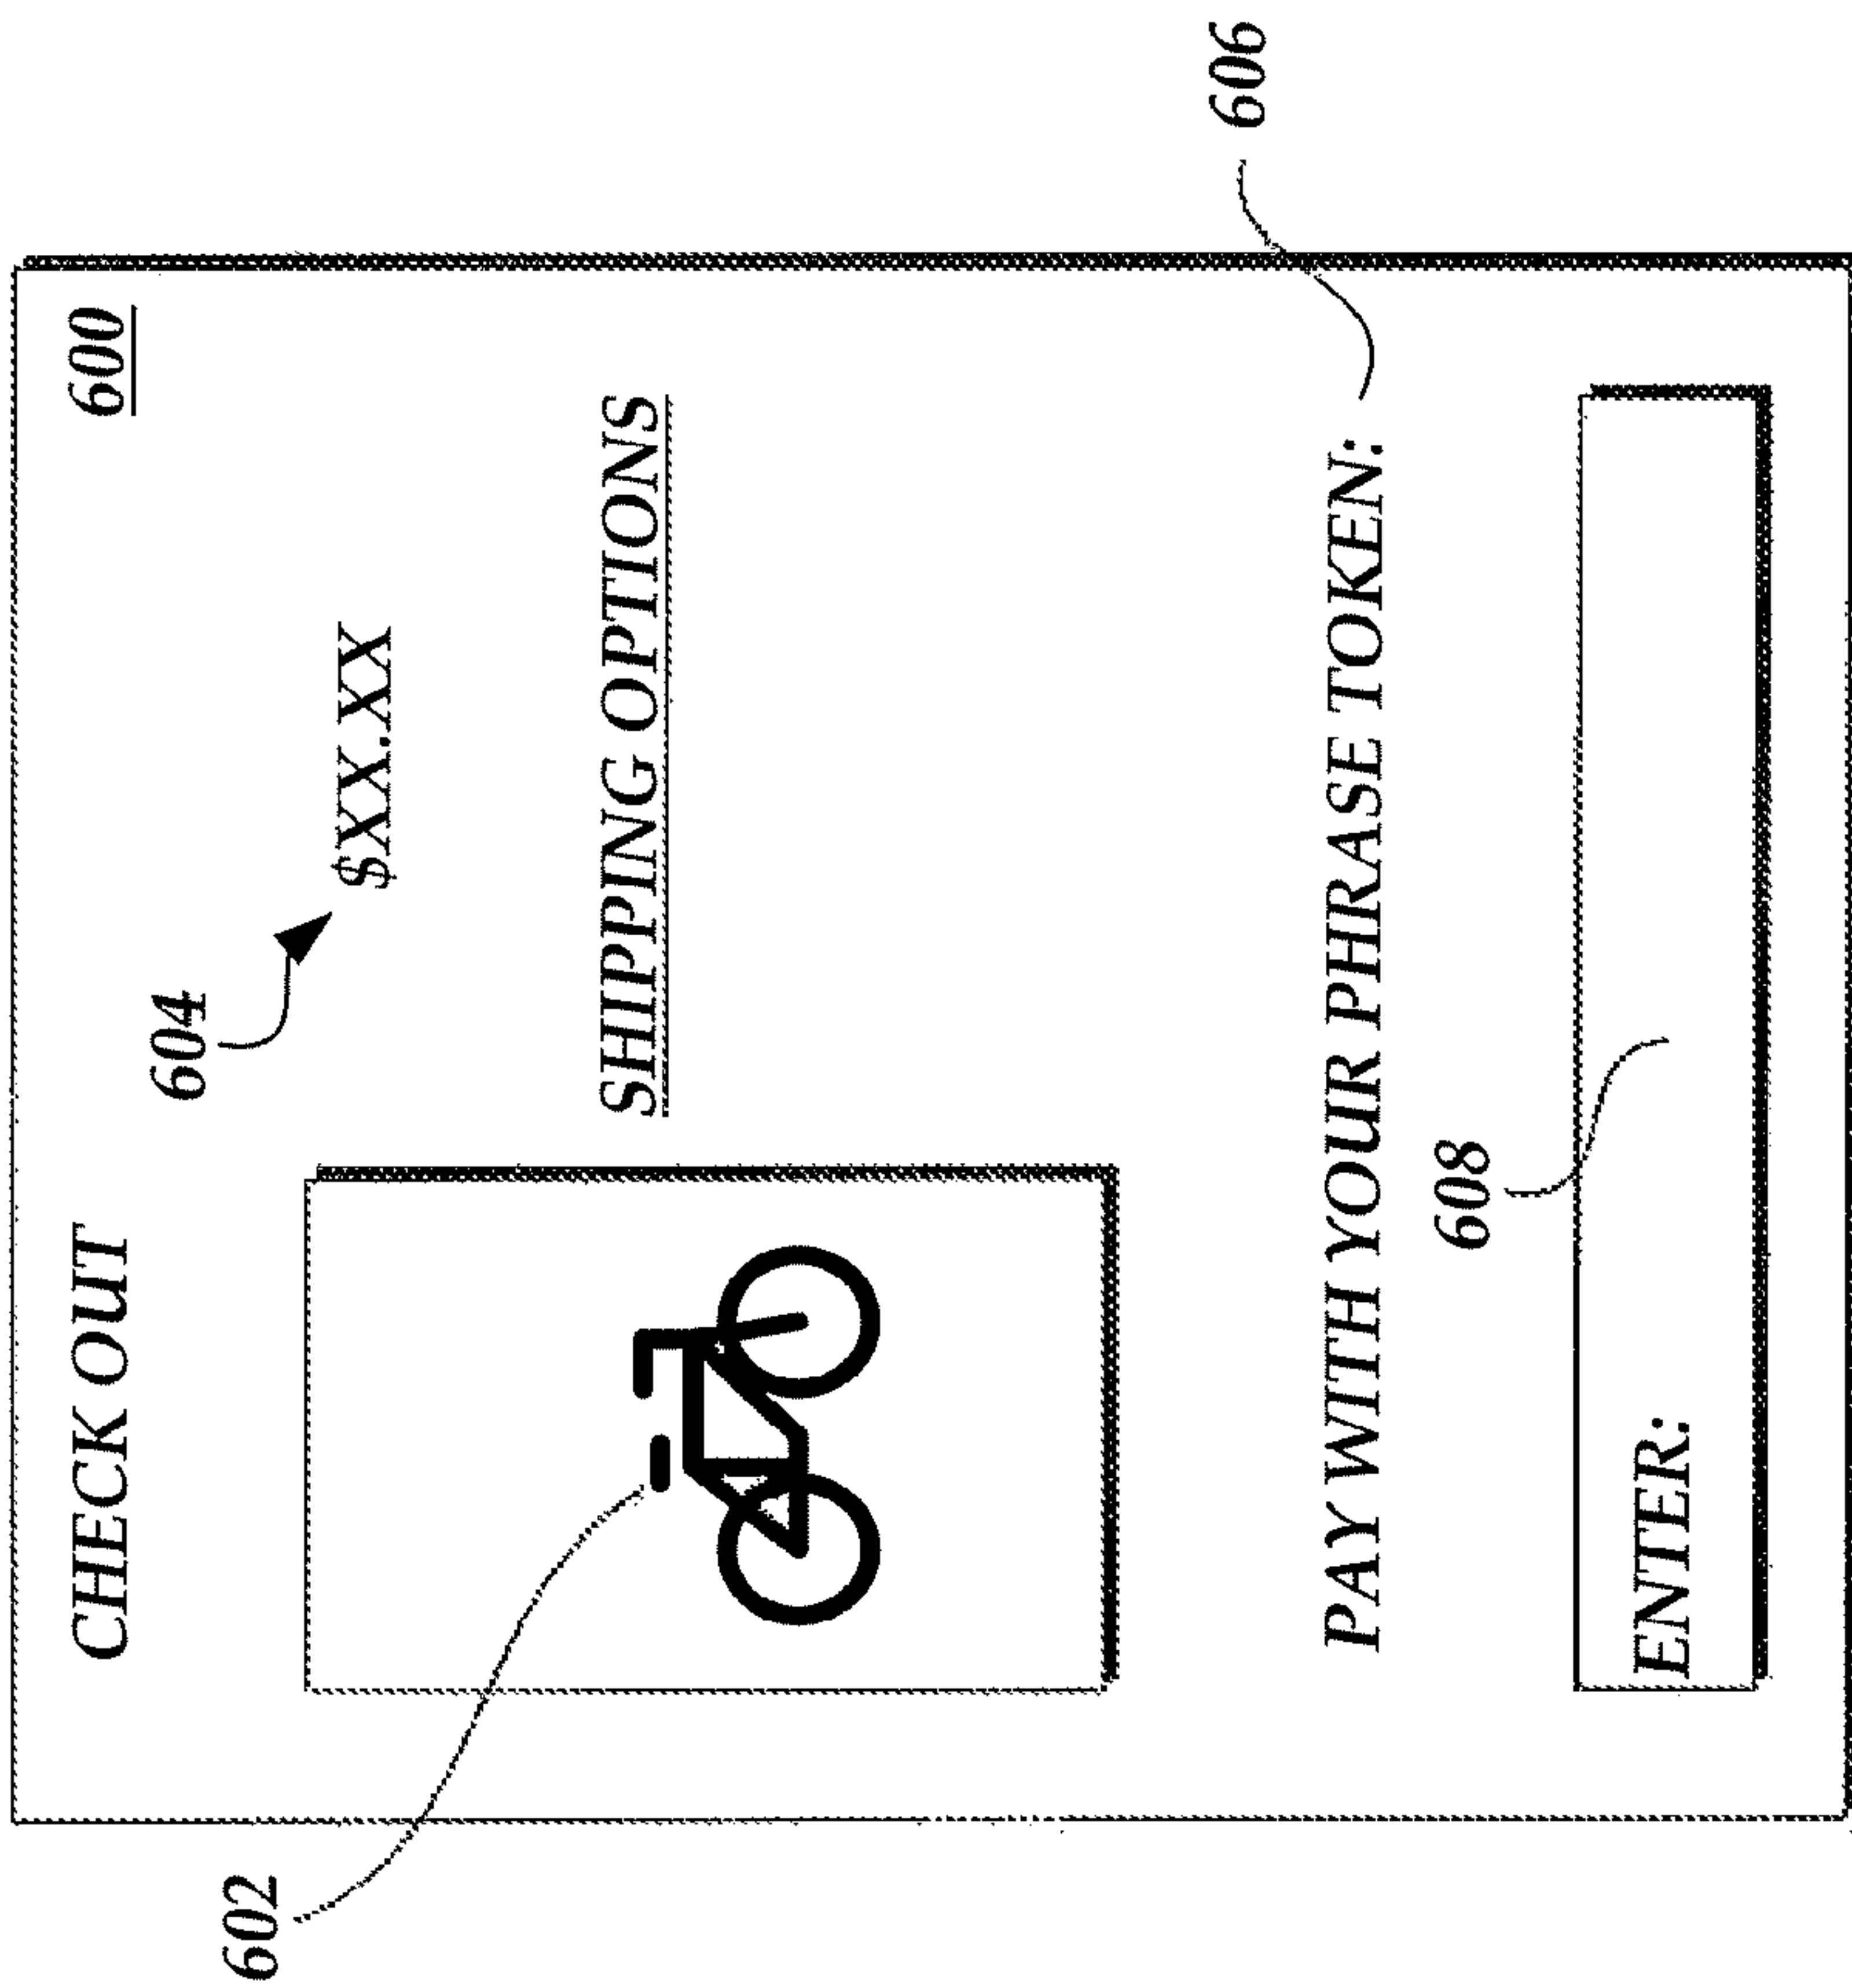 CHECK OUT
600
604
$XX.XX
602
SHIPPING OPTIONS
606
PAY WITH YOUR PHRASE TOKEN:
608
ENTER: